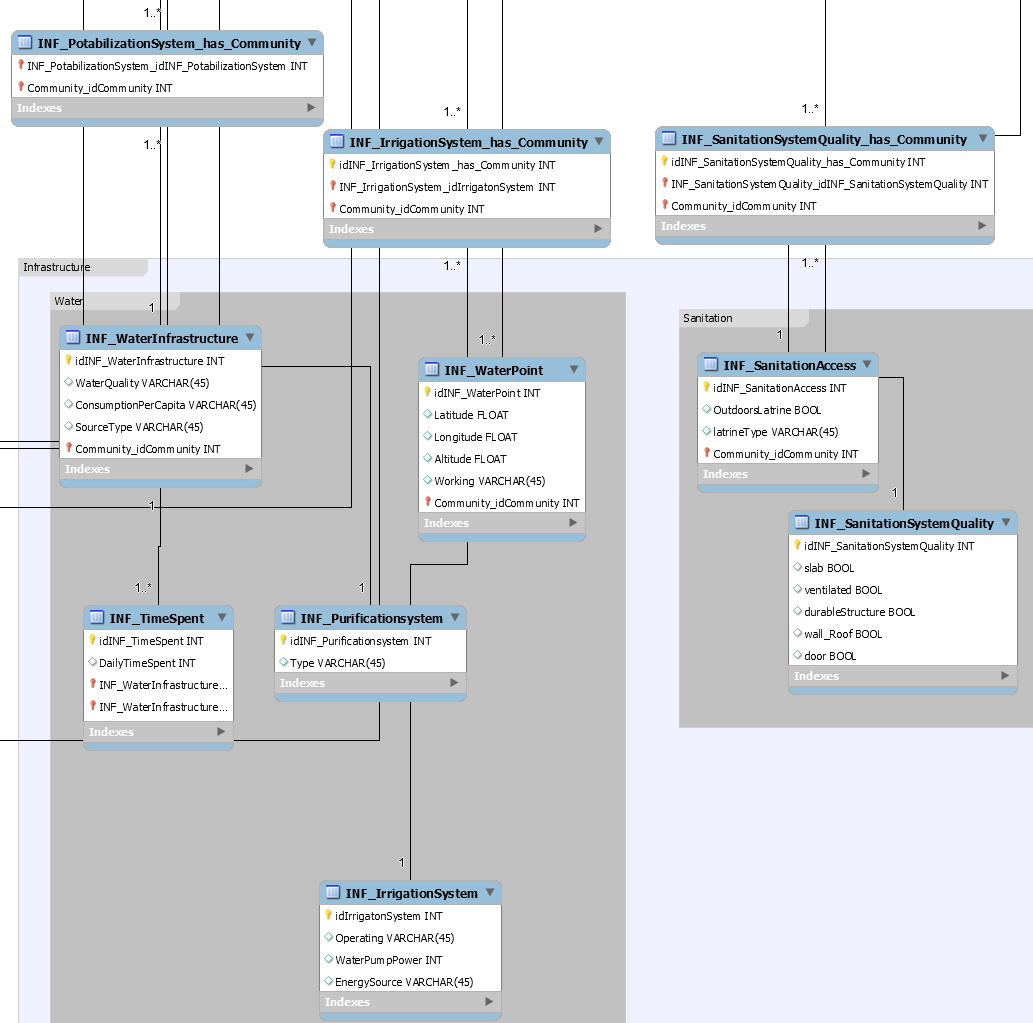 1..*
INF_PotabilizationSystem_has_Community
INF_PotabilizationSystem_idINF_PotabilizationSystem INT
Community_idCommunity INT
Indexes
1..*
1..*
INF_IrrigationSystem_has_Community
idINF_IrrigationSystem_has_Community INT
INF_IrrigationSystem_idIrrigatonSystem INT
Community_idCommunity INT
Indexes
1..*
1..*
INF_SanitationSystemQuality_has_Community
idINF_SanitationSystemQuality_has_Community INT
INF_SanitationSystemQuality_idINF_SanitationSystemQuality INT
Community_idCommunity INT
Indexes
1..*
Infrastructure
Water
1
INF_WaterInfrastructure
idINF_WaterInfrastructure INT
WaterQuality VARCHAR(45)
ConsumptionPerCapita VARCHAR(45)
SourceType VARCHAR(45)
Community_idCommunity INT
Indexes
1
1..*
INF_WaterPoint
idINF_WaterPoint INT
Latitude FLOAT
Longitude FLOAT
Altitude FLOAT
Working VARCHAR(45)
Community_idCommunity INT
Indexes
Sanitation
1
INF_SanitationAccess
idINF_SanitationAccess INT
OutdoorsLatrine BOOL
latrineType VARCHAR(45)
Community_idCommunity INT
Indexes
1
INF_SanitationSystemQuality
idINF_SanitationSystemQuality INT
slab BOOL
ventilated BOOL
durableStructure BOOL
wall_Roof BOOL
door BOOL
Indexes
1..*
INF_TimeSpent
idINF_TimeSpent INT
DailyTimeSpent INT
INF_WaterInfrastructure...
INF_WaterInfrastructure...
Indexes
1
INF_Purificationsystem
idINF_Purificationsystem INT
Type VARCHAR(45)
Indexes
1
INF_IrrigationSystem
idIrrigatonSystem INT
Operating VARCHAR(45)
WaterPumpPower INT
EnergySource VARCHAR(45)
Indexes